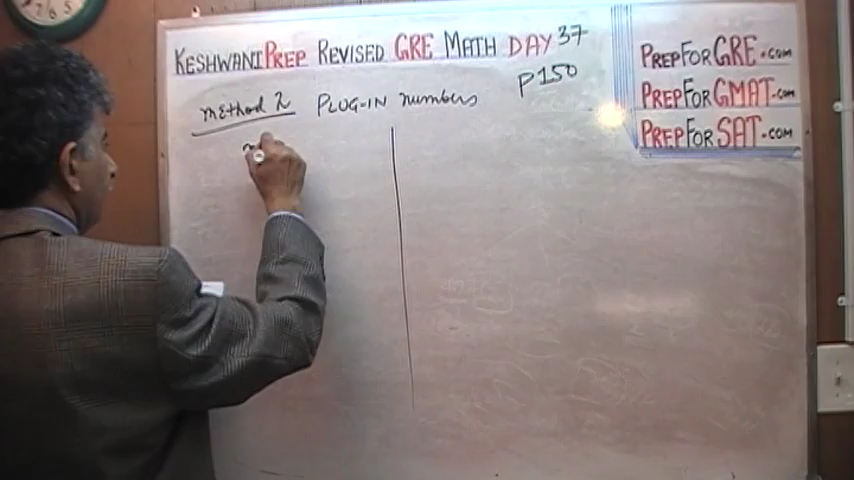 KESHWANIPREP REVISED GRE MATH DAY 37
P150
method 2 PLUG-IN numbers
PREPFORGRE.com
PREPFORGMAT.com
PREPFORSAT.com